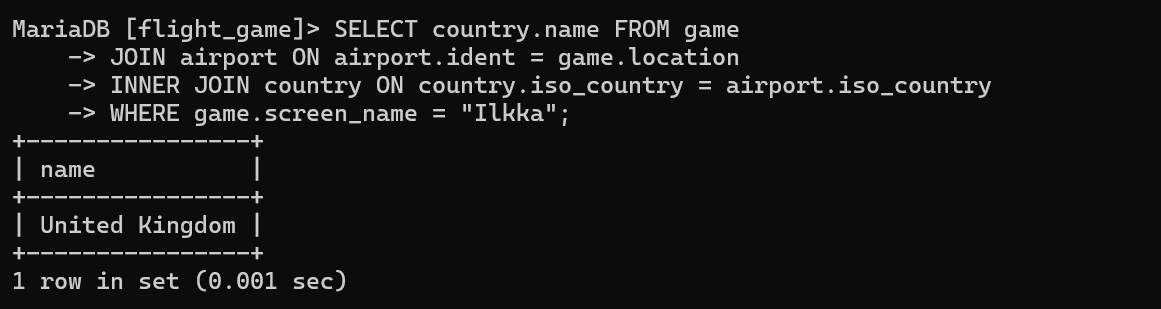 MariaDB [flight_game]> SELECT country.name FROM game
    -> JOIN airport ON airport.ident = game.location
    -> INNER JOIN country ON country.iso_country = airport.iso_country
    -> WHERE game.screen_name = "Ilkka";
+----------------+
| name           |
+----------------+
| United Kingdom |
+----------------+
1 row in set (0.001 sec)